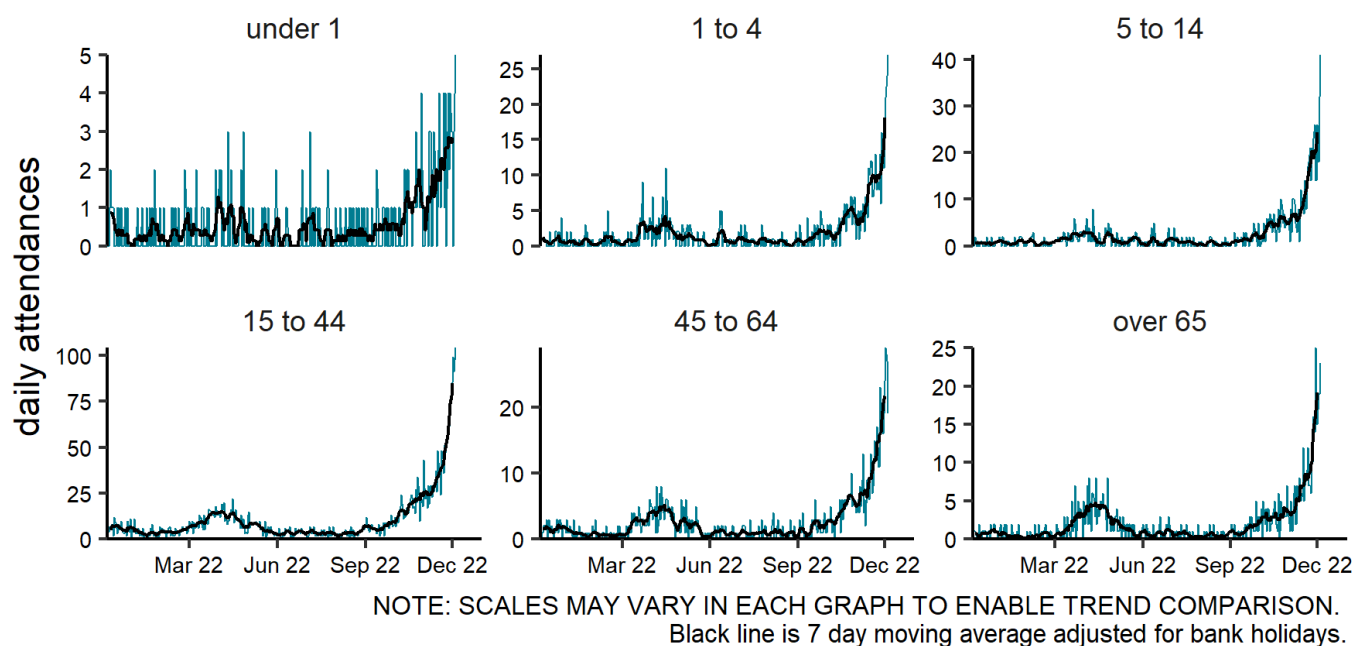 under 1
1 to 4
5 to 14
5
4
3
2
1
0
25
20
15
10
5
0
40
30
20
10
0
daily attendances
15 to 44
45 to 64
over 65
100
75
50
25
0
20
10
0
25
20
15
10
5
0
Mar 22 Jun 22 Sep 22 Dec 22
Mar 22 Jun 22 Sep 22 Dec 22
Mar 22 Jun 22 Sep 22 Dec 22
NOTE: SCALES MAY VARY IN EACH GRAPH TO ENABLE TREND COMPARISON.
Black line is 7 day moving average adjusted for bank holidays.